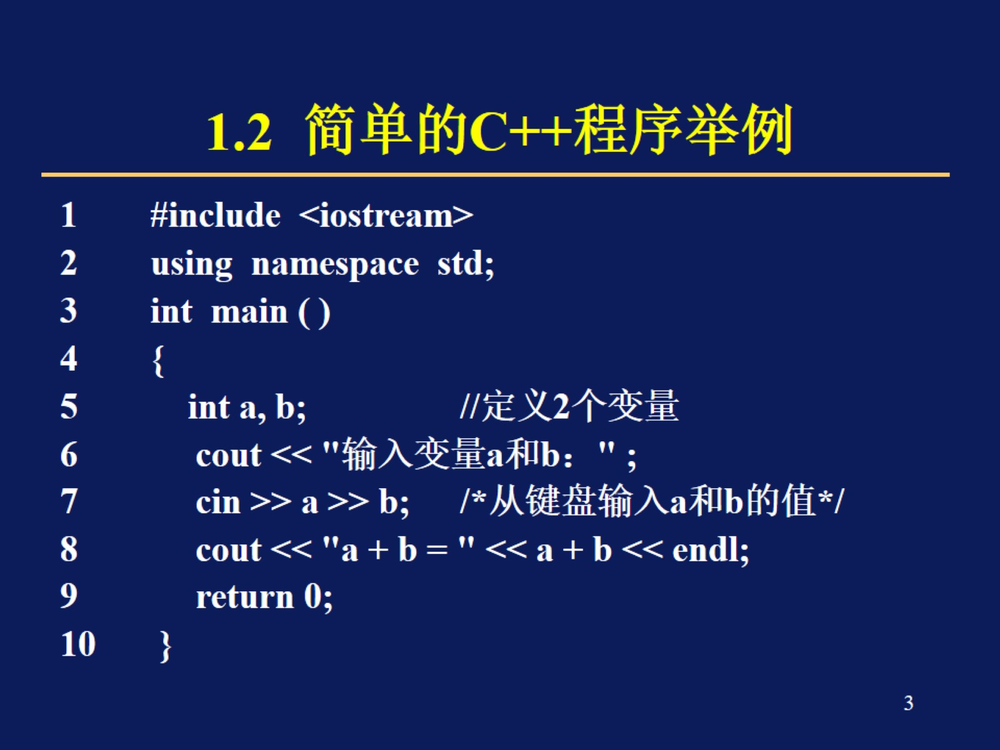 1.2 简单的C++程序举例
1 #include <iostream>
2 using namespace std;
3 int main ( )
4 {
5 int a, b; //定义2个变量
6 cout << "输入变量a和b：" ;
7 cin >> a >> b; /*从键盘输入a和b的值*/
8 cout << "a + b = " << a + b << endl;
9 return 0;
10 }
3